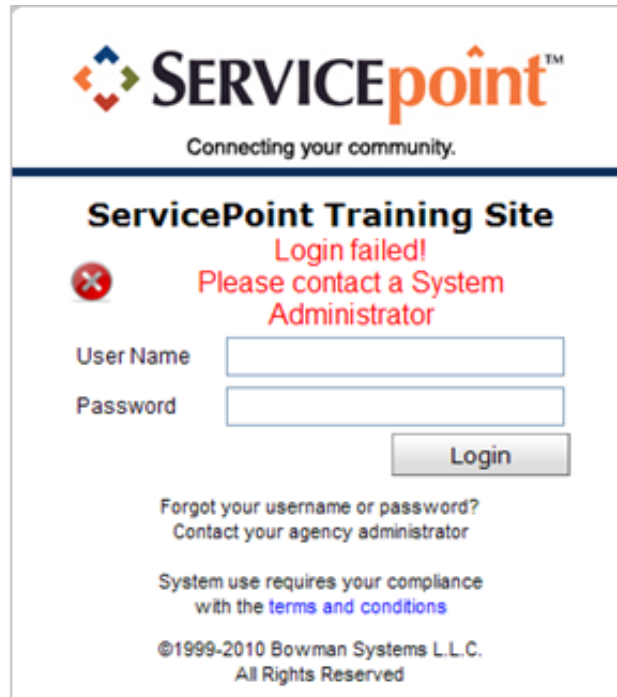 SERVICEpoint™
Connecting your community.
ServicePoint Training Site
Login failed!
Please contact a System
Administrator
User Name
Password
Login
Forgot your username or password?
Contact your agency administrator
System use requires your compliance
with the terms and conditions
©1999-2010 Bowman Systems L.L.C.
All Rights Reserved